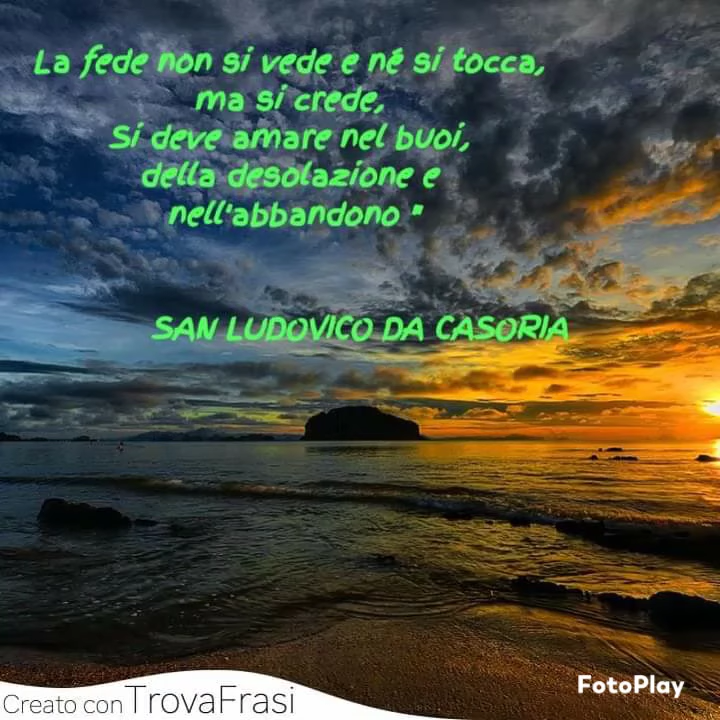 La fede non si vede e né si tocca,
ma si crede,
Si deve amare nel buoi,
della desolazione e
nell'abbandono "
SAN LUDOVICO DA CASORIA
FotoPlay
Creato con TrovaFrasi